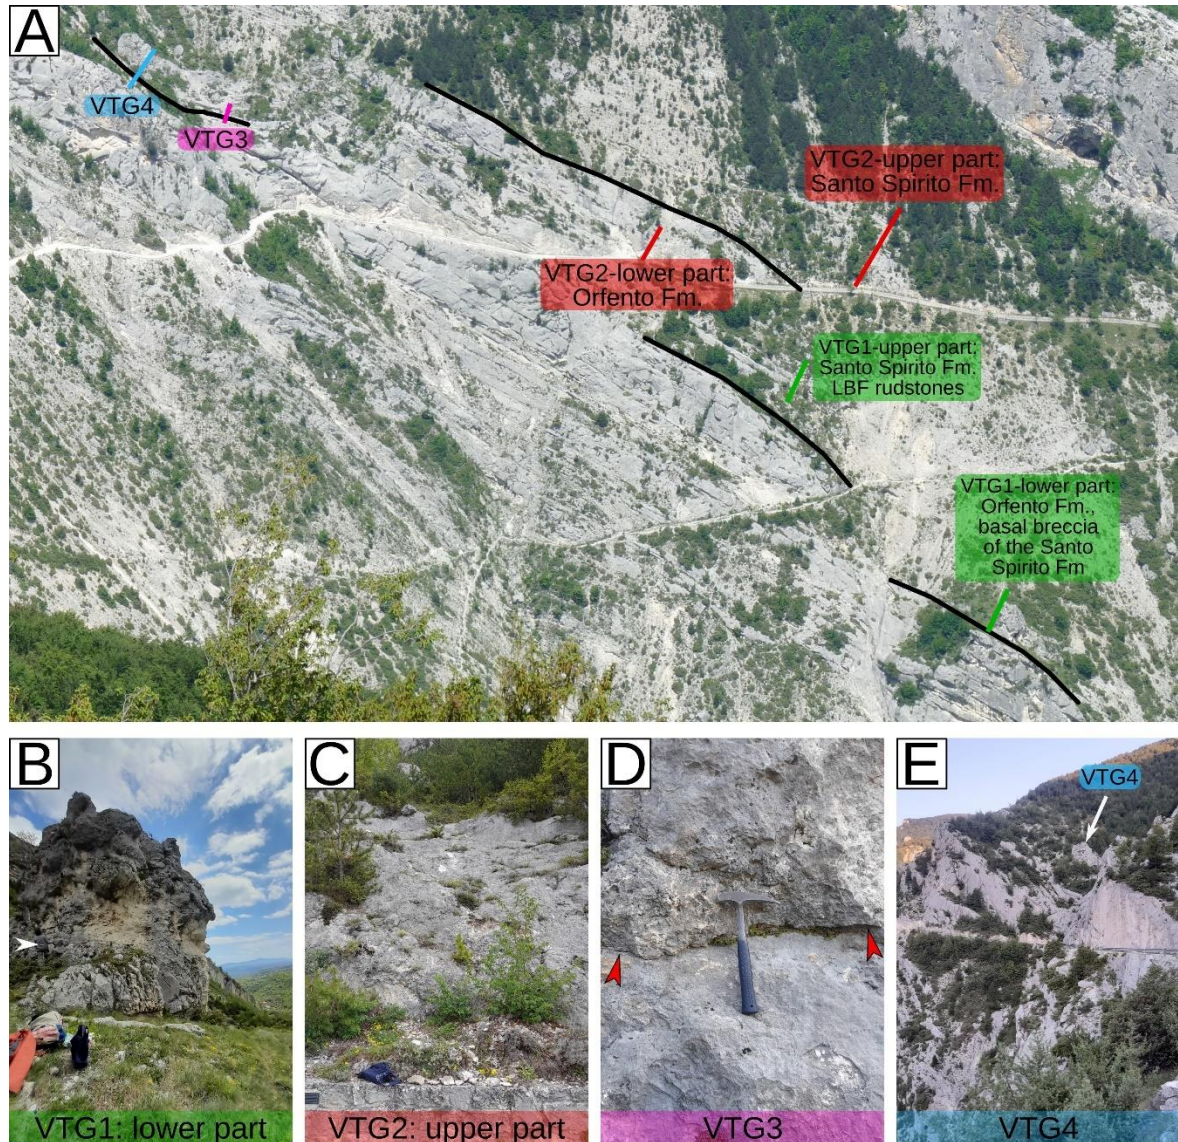 A
VTG4
VTG3
VTG2-upper part:
Santo Spirito Fm.
VTG2-lower part:
Orfento Fm.
VTG1-upper part:
Santo Spirito Fm.
LBF rudstones
VTG1-lower part:
Orfento Fm.,
basal breccia
of the Santo
Spirito Fm
B
VTG1: lower part
C
VTG2: upper part
D
VTG3
E
VTG4
VTG4